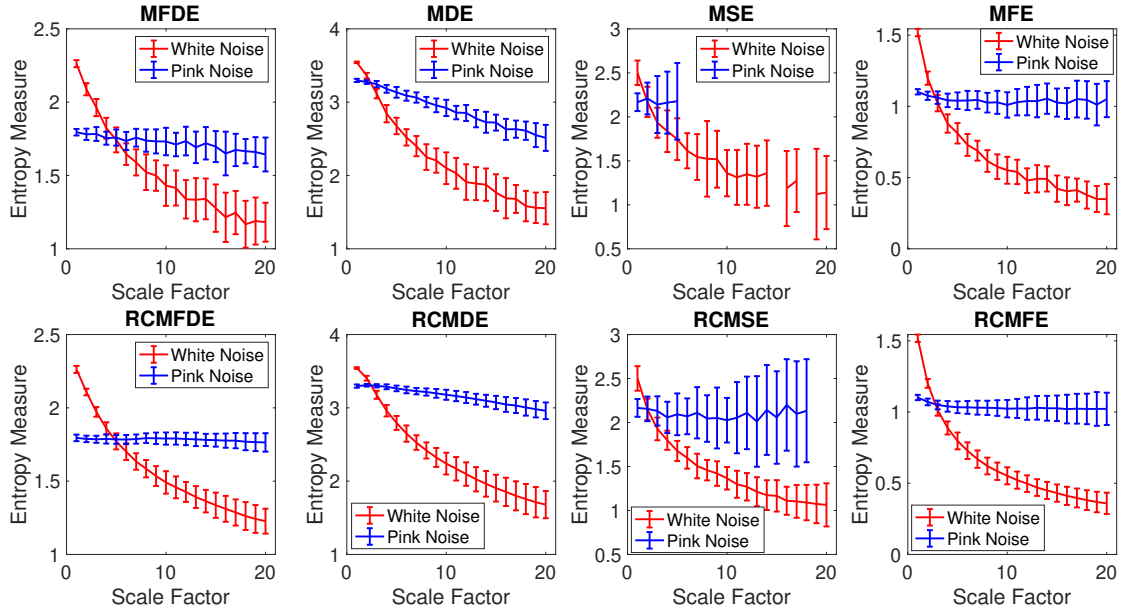 MFDE
MDE
MSE
MFE
2.5
2
1.5
1
0
10
20
Entropy Measure
Scale Factor
White Noise
Pink Noise
4
3
2
1
0
10
20
Entropy Measure
Scale Factor
White Noise
Pink Noise
3
2.5
2
1.5
1
0.5
0
10
20
Entropy Measure
Scale Factor
White Noise
Pink Noise
1.5
1
0.5
0
0
10
20
Entropy Measure
Scale Factor
White Noise
Pink Noise
RCMFDE
RCMDE
RCMSE
RCMFE
2.5
2
1.5
1
0
10
20
Entropy Measure
Scale Factor
White Noise
Pink Noise
4
3
2
1
0
10
20
Entropy Measure
Scale Factor
White Noise
Pink Noise
3
2.5
2
1.5
1
0.5
0
10
20
Entropy Measure
Scale Factor
White Noise
Pink Noise
1.5
1
0.5
0
0
10
20
Entropy Measure
Scale Factor
White Noise
Pink Noise